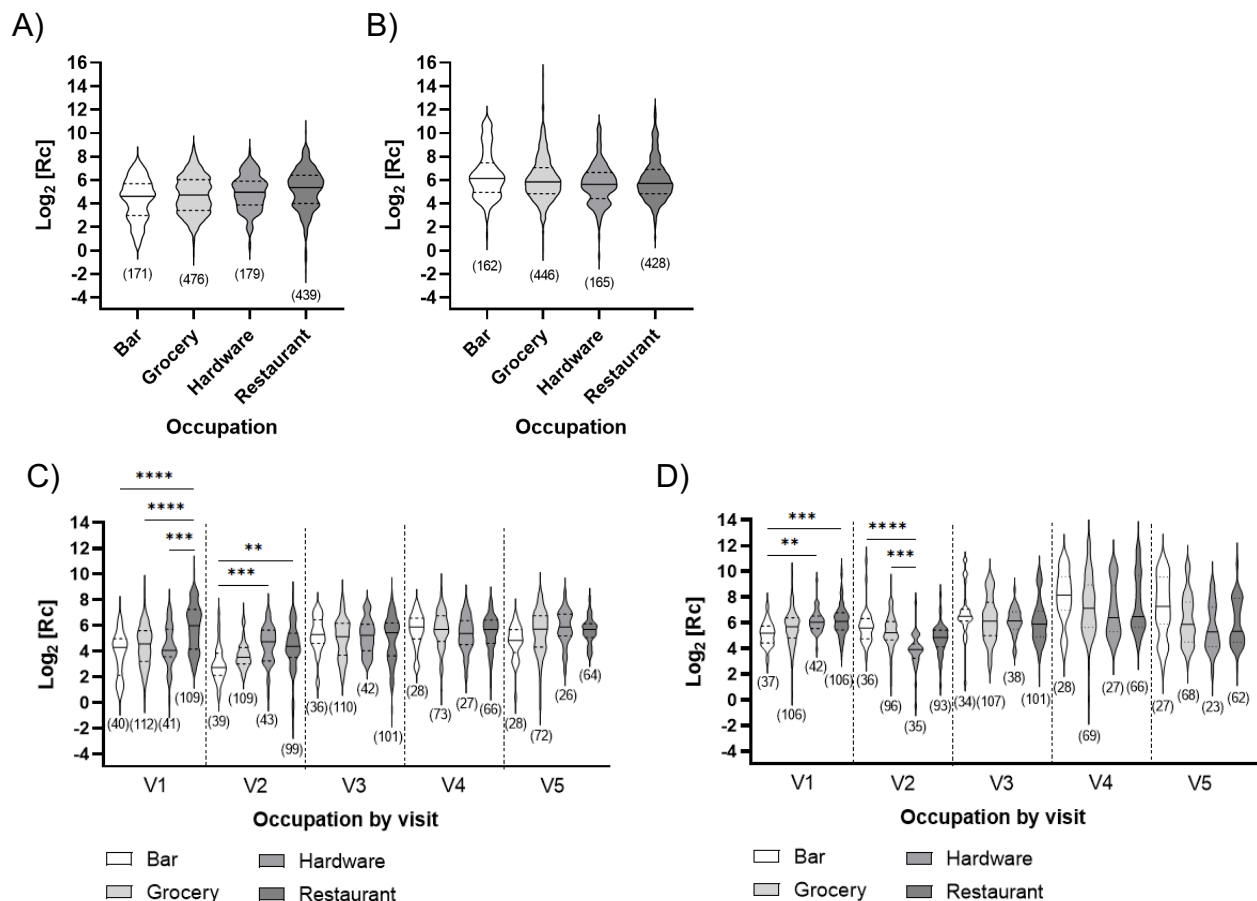 A)
B)
16
14
12
10
8
6
4
2
0
-2
-4
Log2 [Rc]
(171)
(476)
(179)
(439)
Bar
Grocery
Hardware
Restaurant
Occupation
16
14
12
10
8
6
4
2
0
-2
-4
Log2 [Rc]
(162)
(446)
(165)
(428)
Bar
Grocery
Hardware
Restaurant
Occupation
C)
****
****
***
**
***
14
12
10
8
6
4
2
0
-2
-4
Log2 [Rc]
(40)
(112)
(41)
(109)
(39)
(109)
(43)
(99)
(36)
(110)
(42)
(101)
(28)
(73)
(27)
(66)
(28)
(72)
(26)
(64)
V1
V2
V3
V4
V5
Occupation by visit
Bar
Hardware
Grocery
Restaurant
D)
***
**
****
***
14
12
10
8
6
4
2
0
-2
-4
Log2 [Rc]
(37)
(106)
(42)
(106)
(36)
(96)
(35)
(93)
(34)
(107)
(38)
(101)
(28)
(69)
(27)
(66)
(27)
(68)
(23)
(62)
V1
V2
V3
V4
V5
Occupation by visit
Bar
Hardware
Grocery
Restaurant